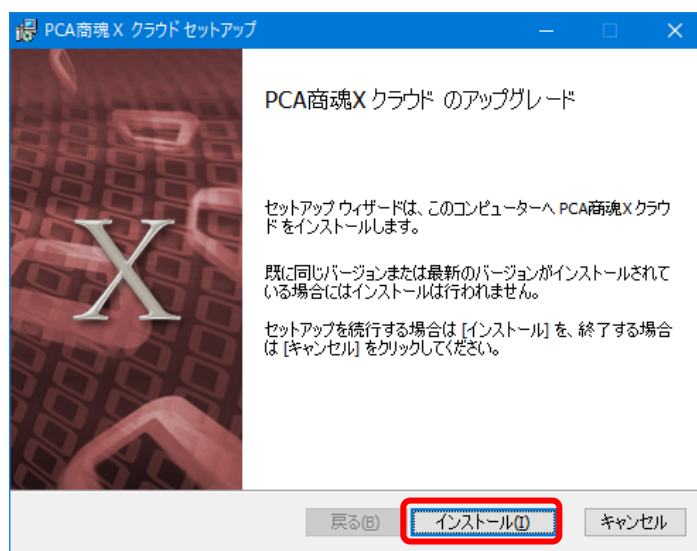 PCA商魂 X クラウド セットアップ
PCA商魂X クラウド のアップグレード
セットアップ ウィザードは、このコンピューターへ PCA商魂X クラウ
ド をインストールします。
既に同じバージョンまたは最新のバージョンがインストールされて
いる場合にはインストールは行われません。
セットアップを続行する場合は [インストール] を、終了する場合
は [キャンセル] をクリックしてください。
X
戻る(B)
インストール(I)
キャンセル